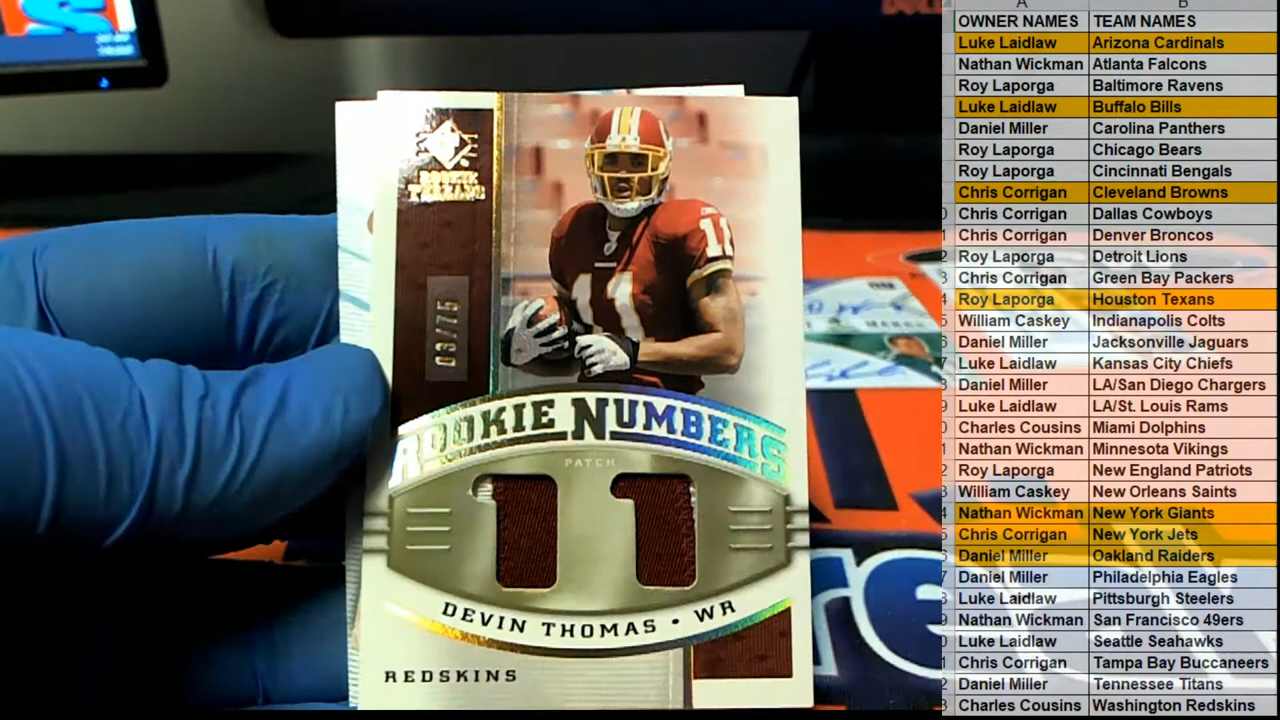 A B
OWNER NAMES TEAM NAMES
Luke Laidlaw Arizona Cardinals
Nathan Wickman Atlanta Falcons
Roy Laporga Baltimore Ravens
Luke Laidlaw Buffalo Bills
Daniel Miller Carolina Panthers
Roy Laporga Chicago Bears
Roy Laporga Cincinnati Bengals
Chris Corrigan Cleveland Browns
Chris Corrigan Dallas Cowboys
Chris Corrigan Denver Broncos
Roy Laporga Detroit Lions
Chris Corrigan Green Bay Packers
Roy Laporga Houston Texans
William Caskey Indianapolis Colts
Daniel Miller Jacksonville Jaguars
Luke Laidlaw Kansas City Chiefs
Daniel Miller LA/San Diego Chargers
Luke Laidlaw LA/St. Louis Rams
Charles Cousins Miami Dolphins
Nathan Wickman Minnesota Vikings
Roy Laporga New England Patriots
William Caskey New Orleans Saints
Nathan Wickman New York Giants
Chris Corrigan New York Jets
Daniel Miller Oakland Raiders
Daniel Miller Philadelphia Eagles
Luke Laidlaw Pittsburgh Steelers
Nathan Wickman San Francisco 49ers
Luke Laidlaw Seattle Seahawks
Chris Corrigan Tampa Bay Buccaneers
Daniel Miller Tennessee Titans
Charles Cousins Washington Redskins
SP
ROOKIE
THREADS
03/75
11
11
ROOKIE NUMBERS
PATCH
11
DEVIN THOMAS • WR
REDSKINS